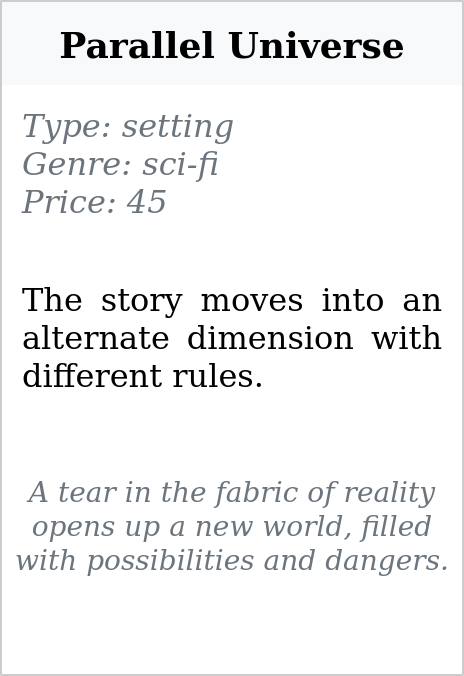 Parallel Universe
Type: setting
Genre: sci-fi
Price: 45
The story moves into an
alternate dimension with
different rules.
A tear in the fabric of reality
opens up a new world, filled
with possibilities and dangers.